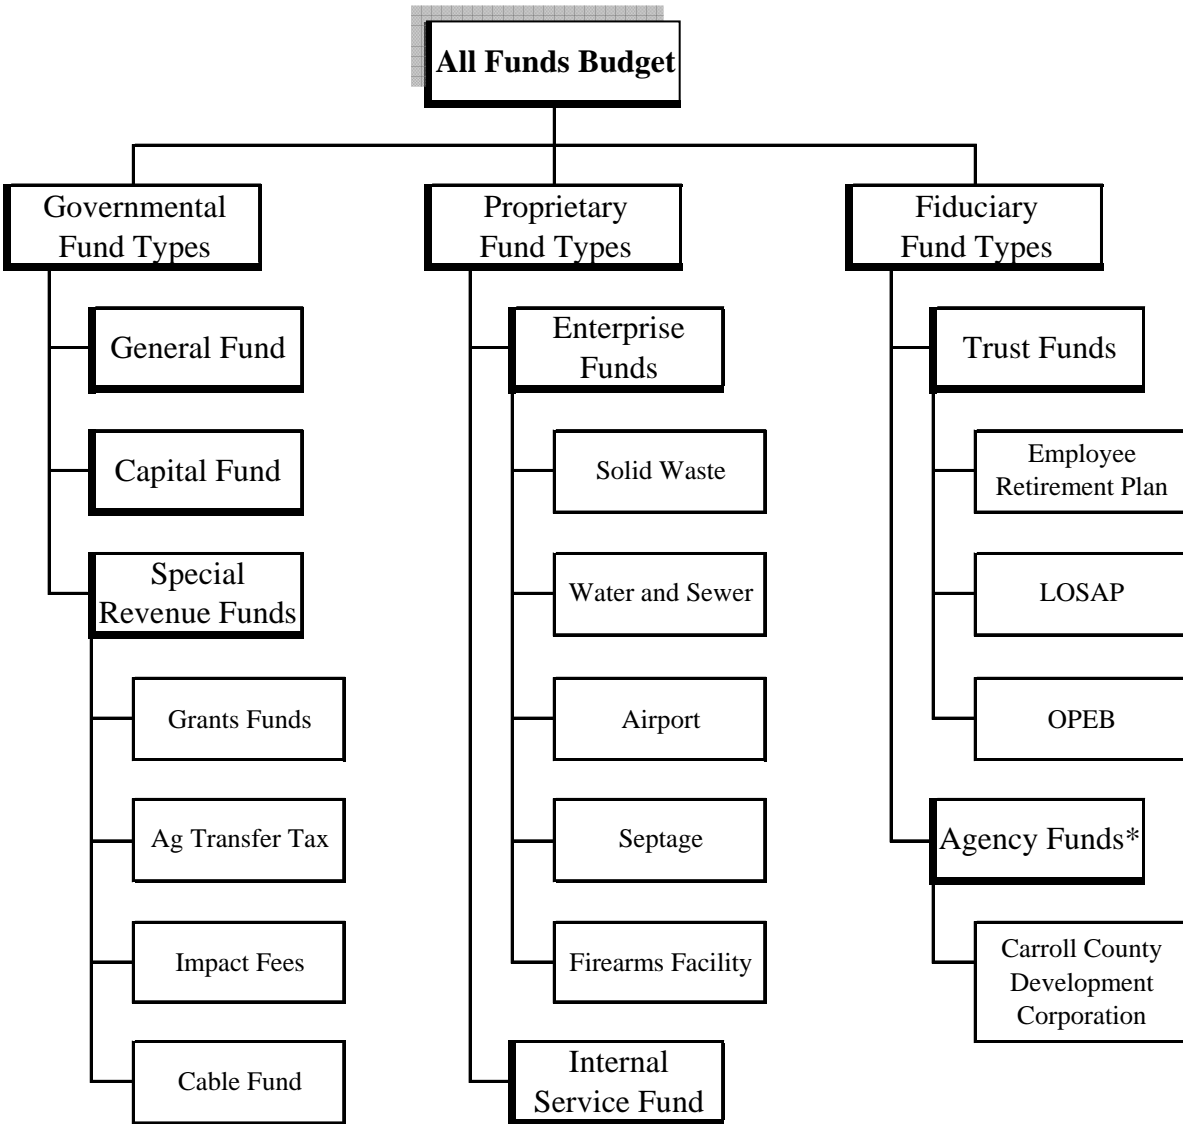 All Funds Budget
Governmental
Fund Types
General Fund
Capital Fund
Special
Revenue Funds
Grants Funds
Ag Transfer Tax
Impact Fees
Cable Fund
Proprietary
Fund Types
Enterprise
Funds
Solid Waste
Water and Sewer
Airport
Septage
Firearms Facility
Internal
Service Fund
Fiduciary
Fund Types
Trust Funds
Employee
Retirement Plan
LOSAP
OPEB
Agency Funds*
Carroll County
Development
Corporation